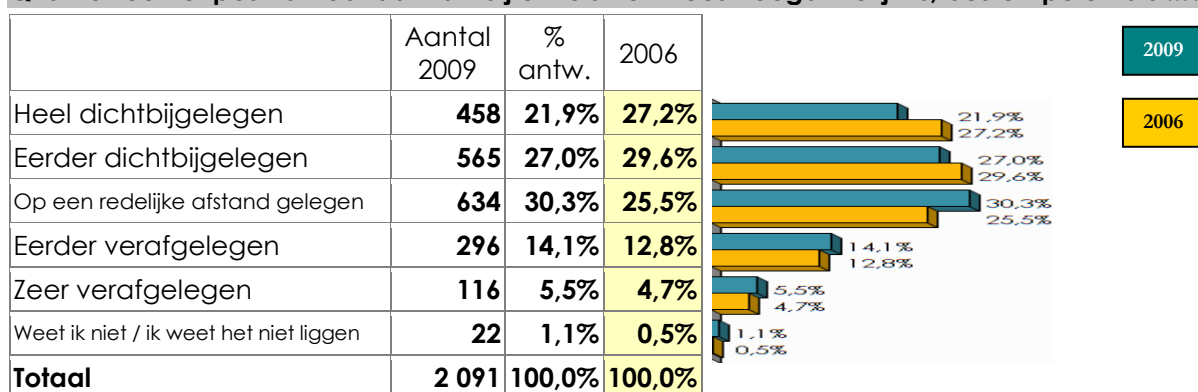 Aantal 2009 % antw. 2006
Heel dichtbijgelegen 458 21,9% 27,2%
Eerder dichtbijgelegen 565 27,0% 29,6%
Op een redelijke afstand gelegen 634 30,3% 25,5%
Eerder verafgelegen 296 14,1% 12,8%
Zeer verafgelegen 116 5,5% 4,7%
Weet ik niet / ik weet het niet liggen 22 1,1% 0,5%
Totaal 2 091 100,0% 100,0%
21,9%
27,2%
27,0%
29,6%
30,3%
25,5%
14,1%
12,8%
5,5%
4,7%
1,1%
0,5%
2009
2006